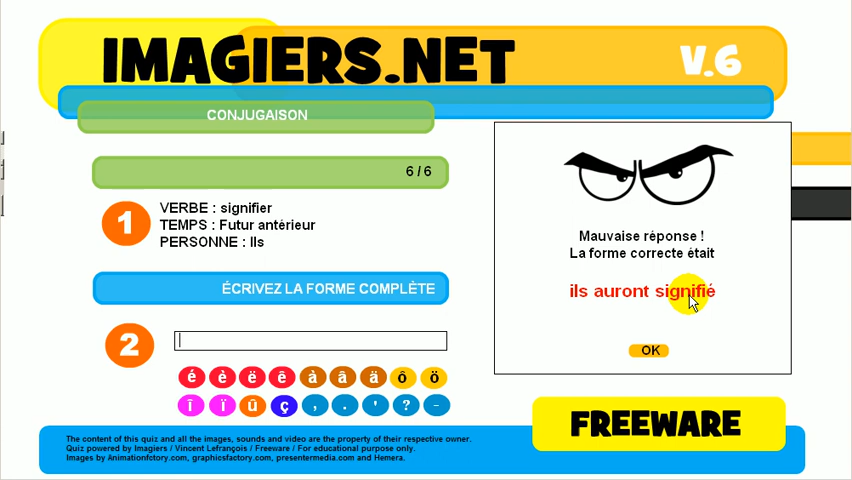 IMAGIERS.NET
V.6
CONJUGAISON
6 / 6
1
VERBE : signifier
TEMPS : Futur antérieur
PERSONNE : Ils
ÉCRIVEZ LA FORME COMPLÈTE
2
é è ë ê à â ä ô ö
î ï û ç , . ' ? -
Mauvaise réponse !
La forme correcte était
ils auront signifié
OK
FREEWARE
The content of this quiz and all the images, sounds and video are the property of their respective owner.
Quiz powered by Imagiers / Vincent Lefrançois / Freeware / For educational purpose only.
Images by Animationfctory.com, graphicsfactory.com, presentermedia.com and Hemera.